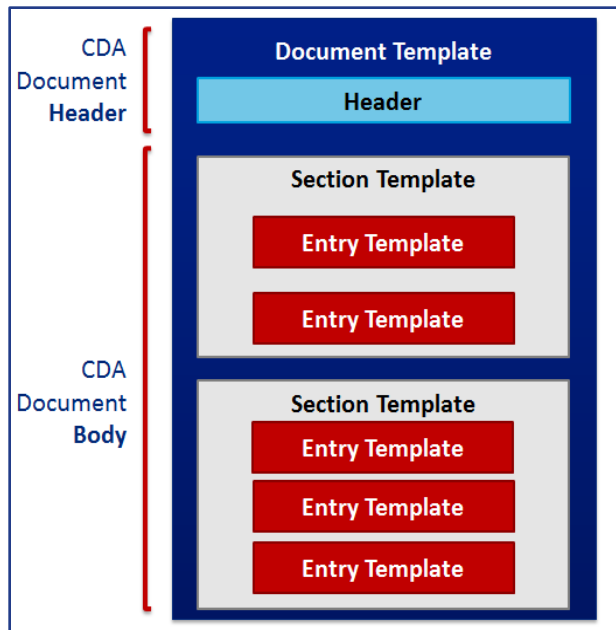 CDA
Document
Header
Document Template
Header
CDA
Document
Body
Section Template
Entry Template
Entry Template
Section Template
Entry Template
Entry Template
Entry Template